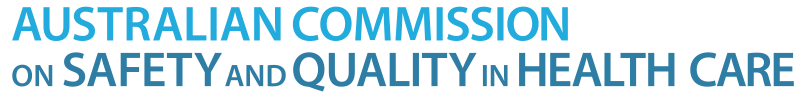 AUSTRALIAN COMMISSION
ON SAFETY AND QUALITY IN HEALTH CARE